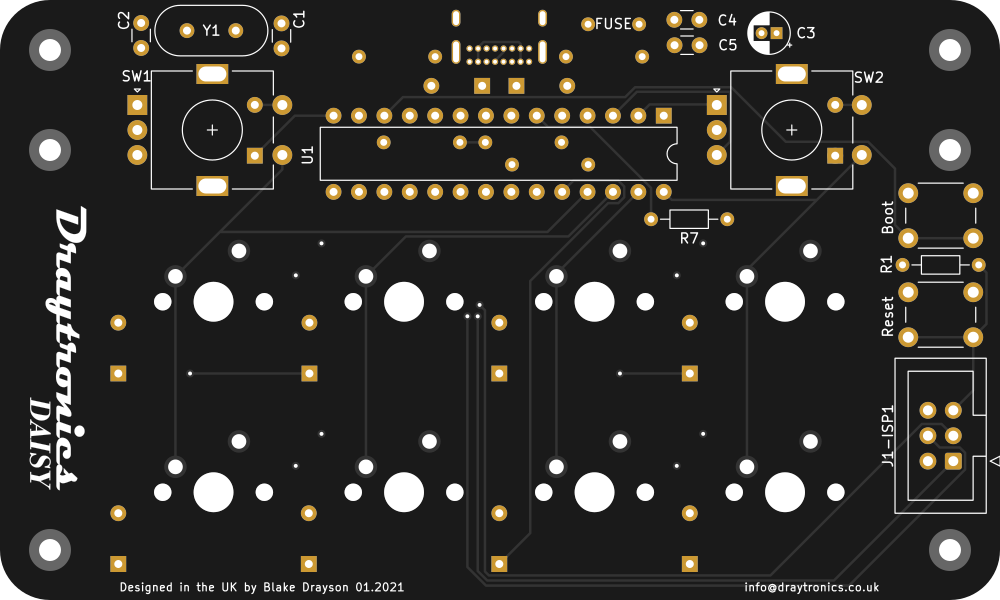 C2
Y1
C1
FUSE
C4
C5
C3
+
SW1
SW2
U1
R7
Boot
R1
Reset
J1-ISP1
Draytronics
DAISY
Designed in the UK by Blake Drayson 01.2021
info@draytronics.co.uk